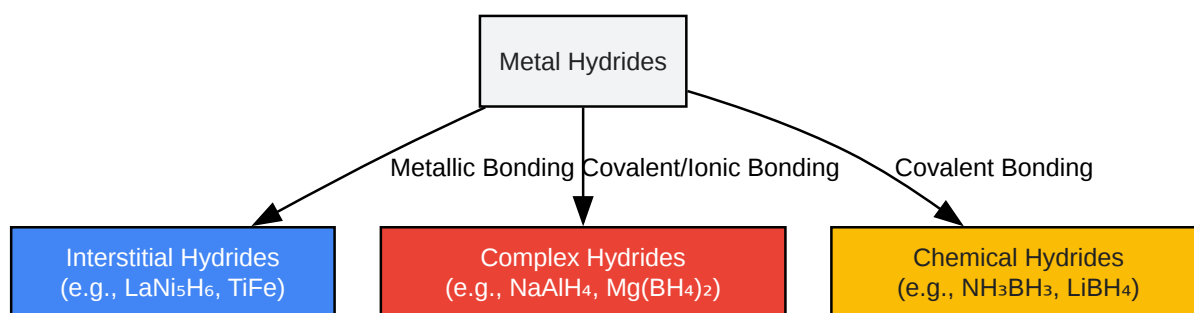 Metal Hydrides
Metallic Bonding
Covalent/Ionic Bonding
Covalent Bonding
Interstitial Hydrides
(e.g., LaNi₅H₆, TiFe)
Complex Hydrides
(e.g., NaAlH₄, Mg(BH₄)₂)
Chemical Hydrides
(e.g., NH₃BH₃, LiBH₄)